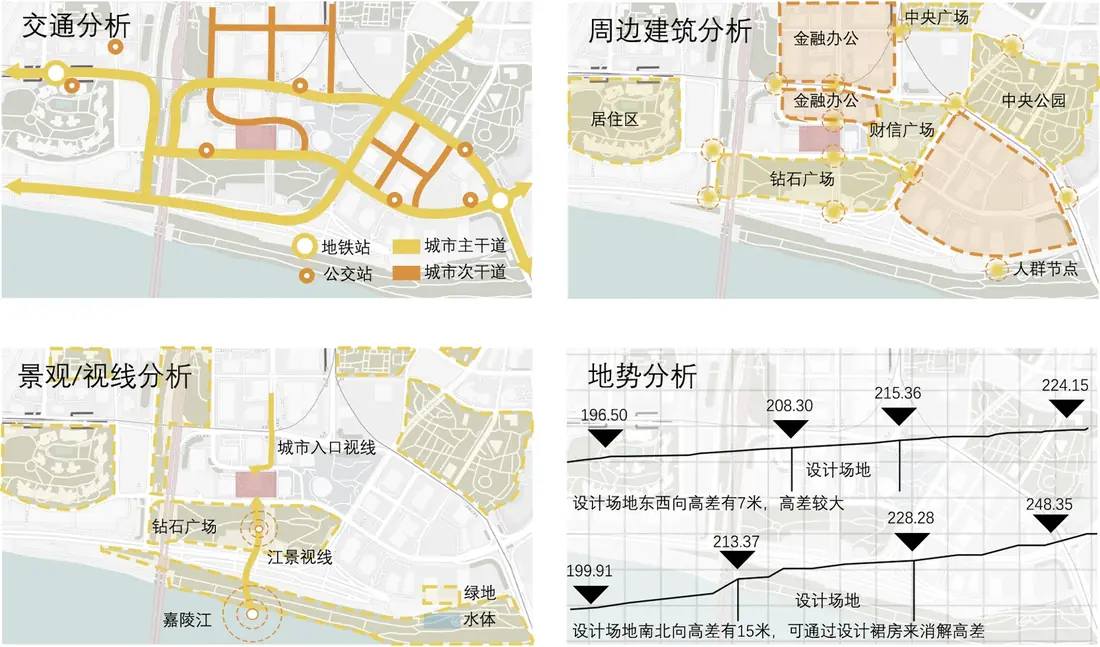 交通分析
地铁站
城市主干道
公交站
城市次干道
周边建筑分析
中央广场
金融办公
金融办公
中央公园
居住区
财信广场
钻石广场
人群节点
景观/视线分析
城市入口视线
钻石广场
江景视线
嘉陵江
绿地
水体
地势分析
196.50
208.30
215.36
224.15
设计场地
设计场地东西向高差有7米，高差较大
199.91
213.37
228.28
248.35
设计场地
设计场地南北向高差有15米，可通过设计裙房来消解高差